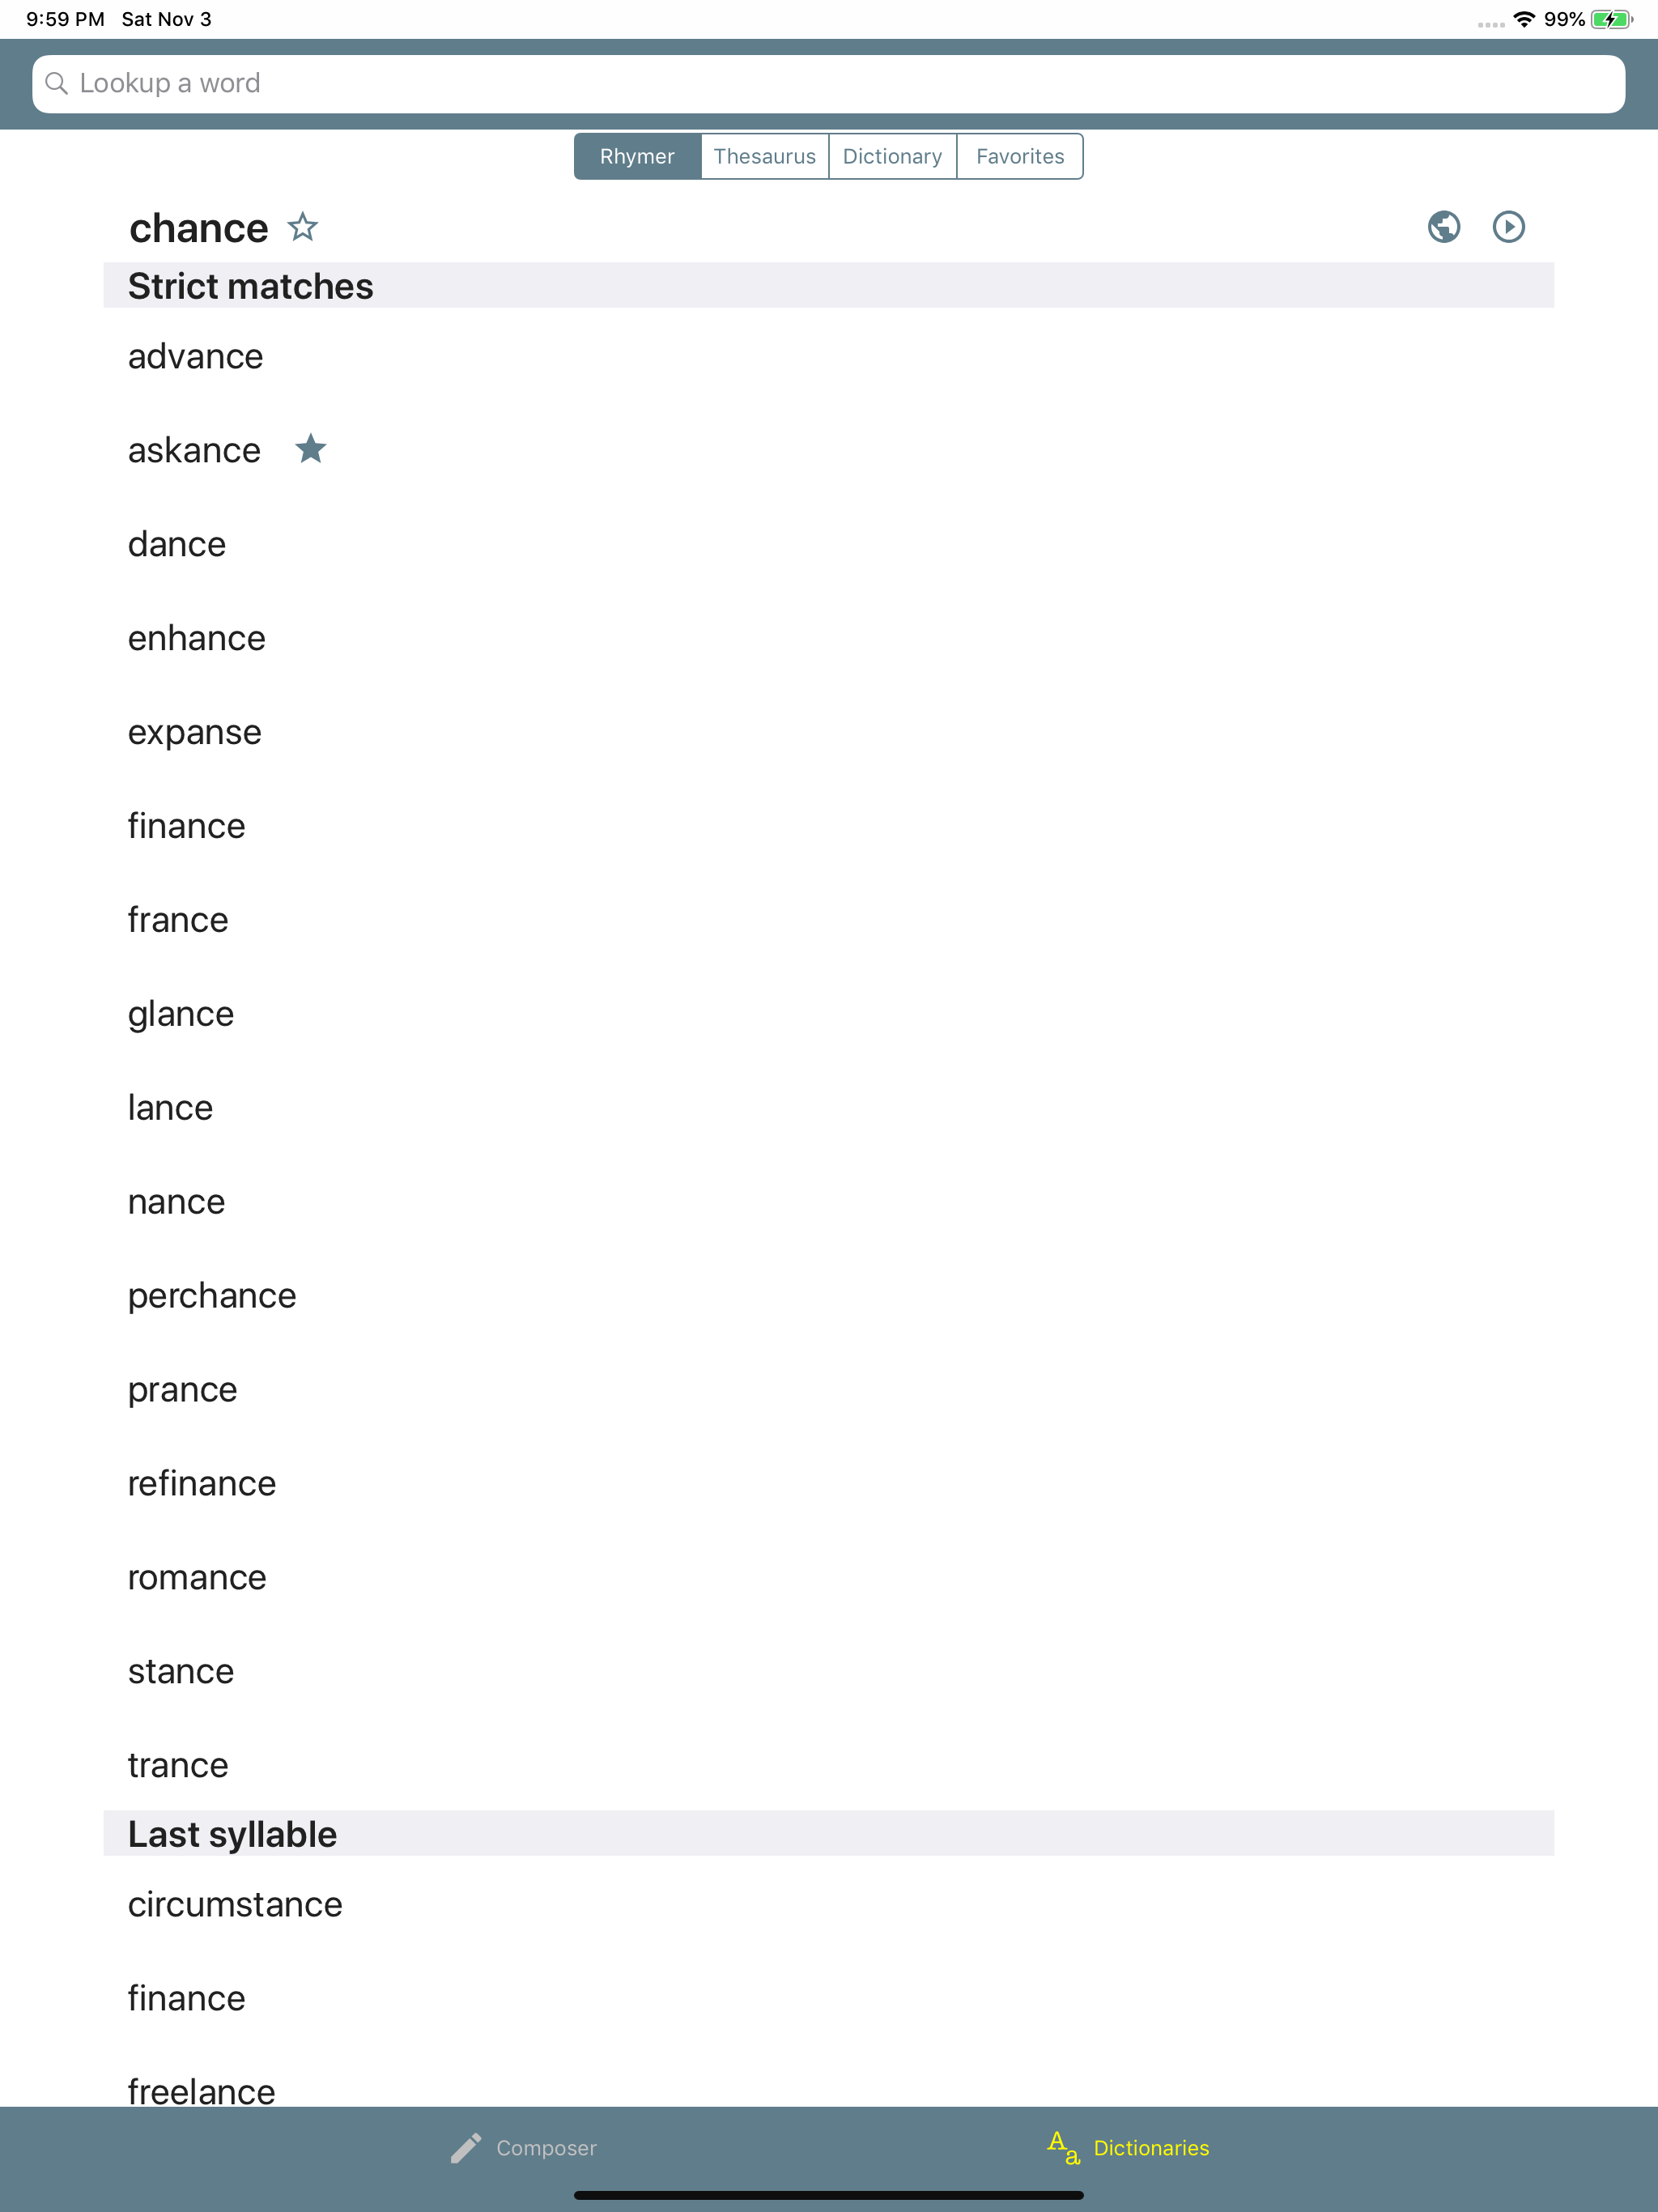 9:59 PM Sat Nov 3 99%
Lookup a word
Rhymer Thesaurus Dictionary Favorites
chance
Strict matches
advance
askance
dance
enhance
expanse
finance
france
glance
lance
nance
perchance
prance
refinance
romance
stance
trance
Last syllable
circumstance
finance
freelance
Composer Aa Dictionaries